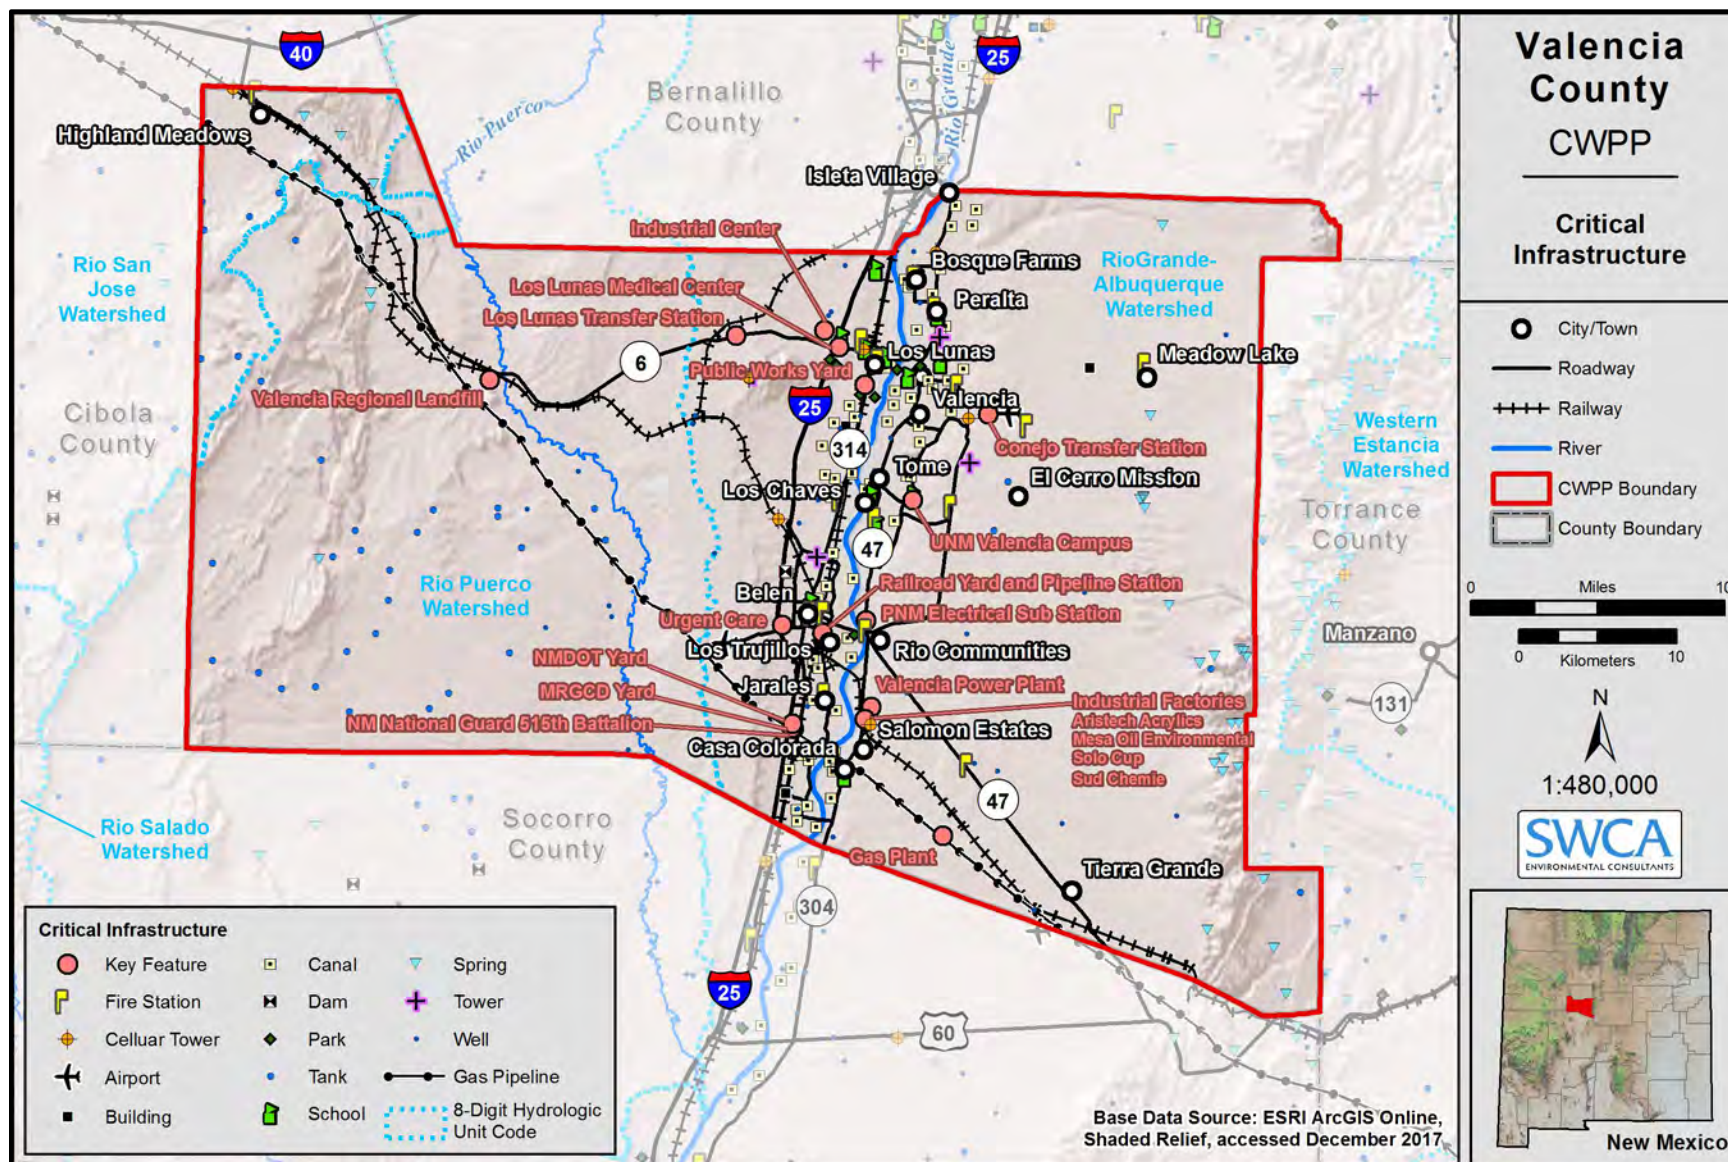 Valencia
County
CWPP
Critical
Infrastructure
City/Town
Roadway
Railway
River
CWPP Boundary
County Boundary
0 Miles 10
0 Kilometers 10
N
1:480,000
SWCA
ENVIRONMENTAL CONSULTANTS
New Mexico
40
25
Rio Grande
Bernalillo
County
Rio Puerco
Highland Meadows
Isleta Village
Industrial Center
Bosque Farms
RioGrande-
Albuquerque
Watershed
Rio San
Jose
Watershed
Los Lunas Medical Center
Peralta
Los Lunas Transfer Station
6
Los Lunas
Meadow Lake
Public Works Yard
Valencia Regional Landfill
25
Valencia
Cibola
County
Western
Estancia
Watershed
314
Conejo Transfer Station
Tome
El Cerro Mission
Los Chaves
Torrance
County
47
UNM Valencia Campus
Rio Puerco
Watershed
Railroad Yard and Pipeline Station
Belen
PNM Electrical Sub Station
Urgent Care
Manzano
Los Trujillos
Rio Communities
NMDOT Yard
Jarales
Valencia Power Plant
MRGCD Yard
Industrial Factories
131
NM National Guard 515th Battalion
Aristech Acrylics
Salomon Estates
Mesa Oil Environmental
Casa Colorada
Solo Cup
Sud Chemie
47
Socorro
County
Rio Salado
Watershed
Gas Plant
Tierra Grande
304
25
60
Critical Infrastructure
Key Feature
Fire Station
Celluar Tower
Airport
Building
Canal
Dam
Park
Tank
School
Spring
Tower
Well
Gas Pipeline
8-Digit Hydrologic
Unit Code
Base Data Source: ESRI ArcGIS Online,
Shaded Relief, accessed December 2017